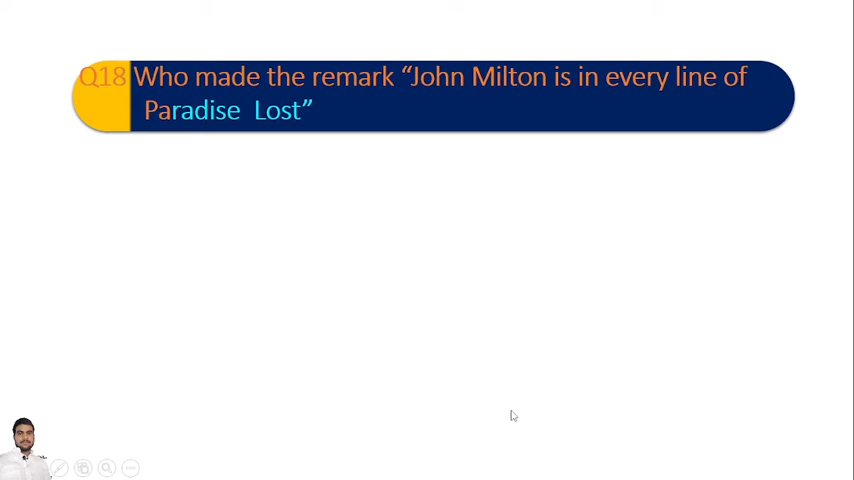 Q18 Who made the remark “John Milton is in every line of
Paradise Lost”